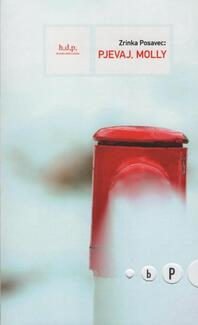 h.d.p.
Zrinka Posavec:
PJEVAJ, MOLLY
b
P